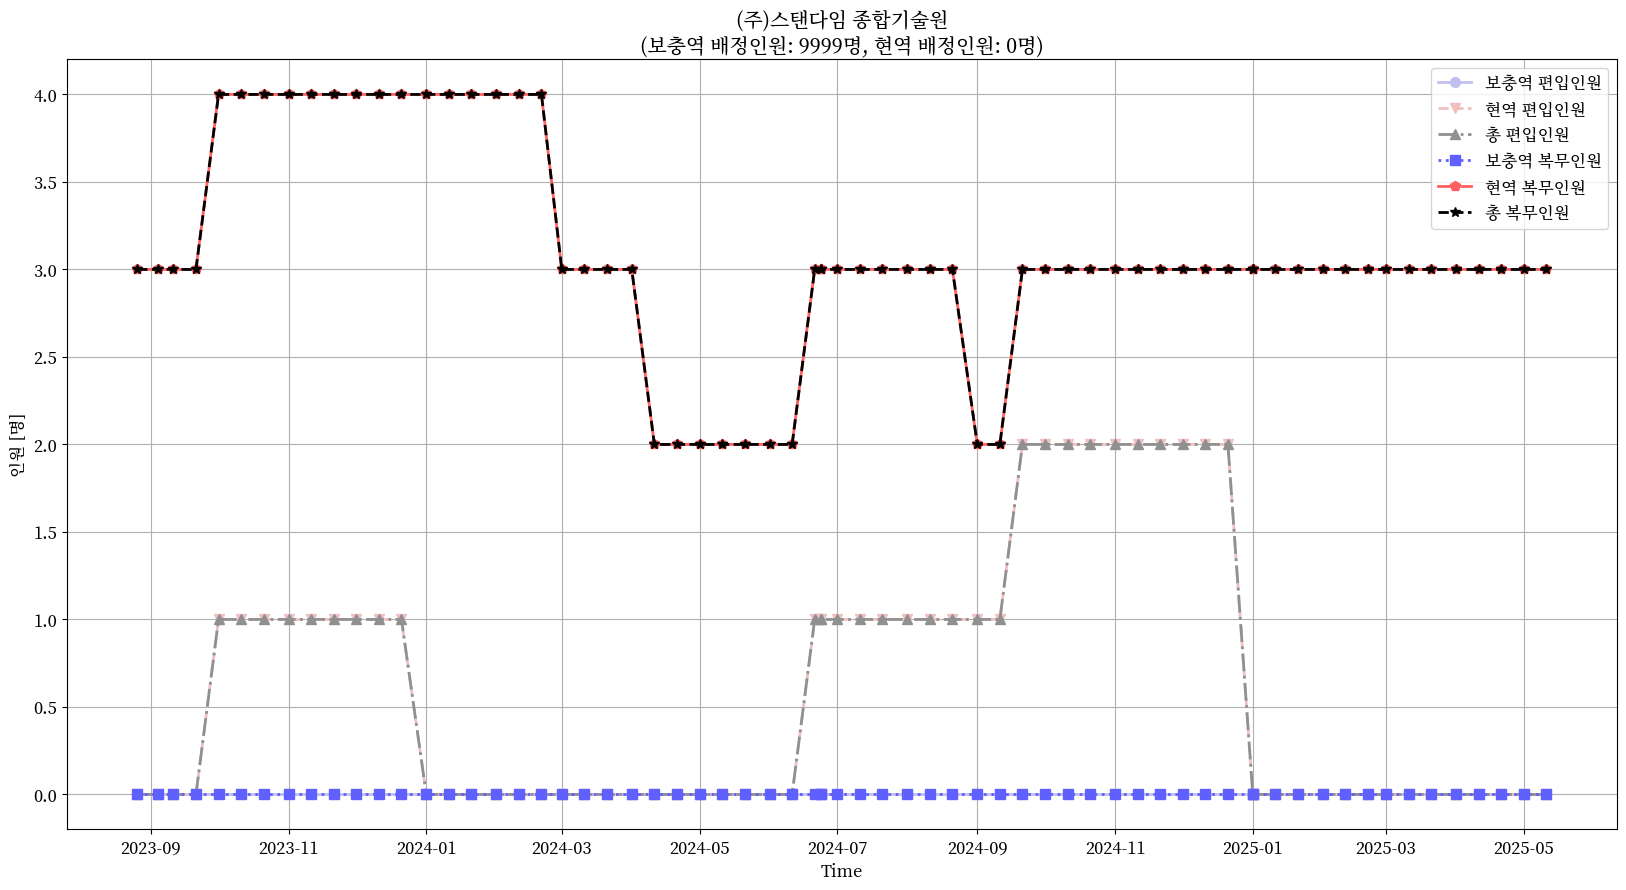 (주)스탠다임 종합기술원
(보충역 배정인원: 9999명, 현역 배정인원: 0명)
보충역 편입인원
현역 편입인원
총 편입인원
보충역 복무인원
현역 복무인원
총 복무인원
인원 [명]
4.0
3.5
3.0
2.5
2.0
1.5
1.0
0.5
0.0
2023-09 2023-11 2024-01 2024-03 2024-05 2024-07 2024-09 2024-11 2025-01 2025-03 2025-05
Time